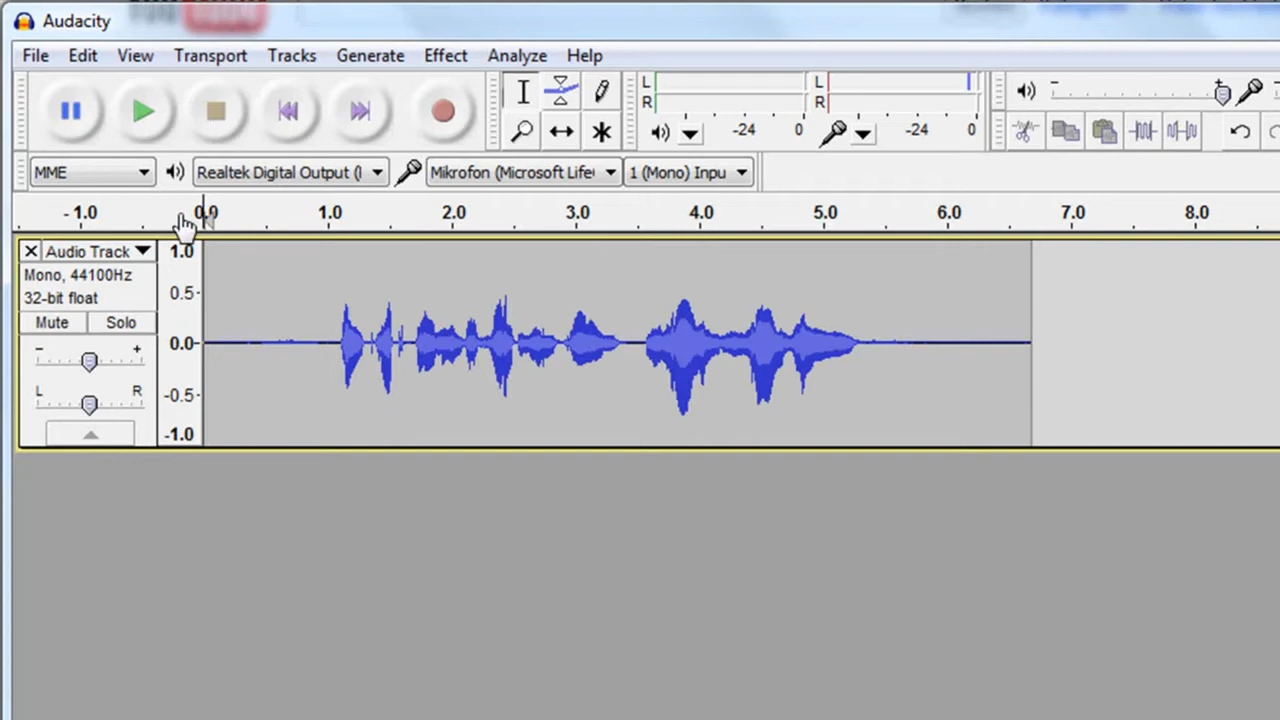 Audacity
File Edit View Transport Tracks Generate Effect Analyze Help
L
R
-24 0
L
R
-24 0
MME
Realtek Digital Output (
Mikrofon (Microsoft Life
1 (Mono) Inpu
-1.0 0.0 1.0 2.0 3.0 4.0 5.0 6.0 7.0 8.0
Audio Track
Mono, 44100Hz
32-bit float
Mute Solo
- +
L R
1.0
0.5-
0.0-
-0.5-
-1.0